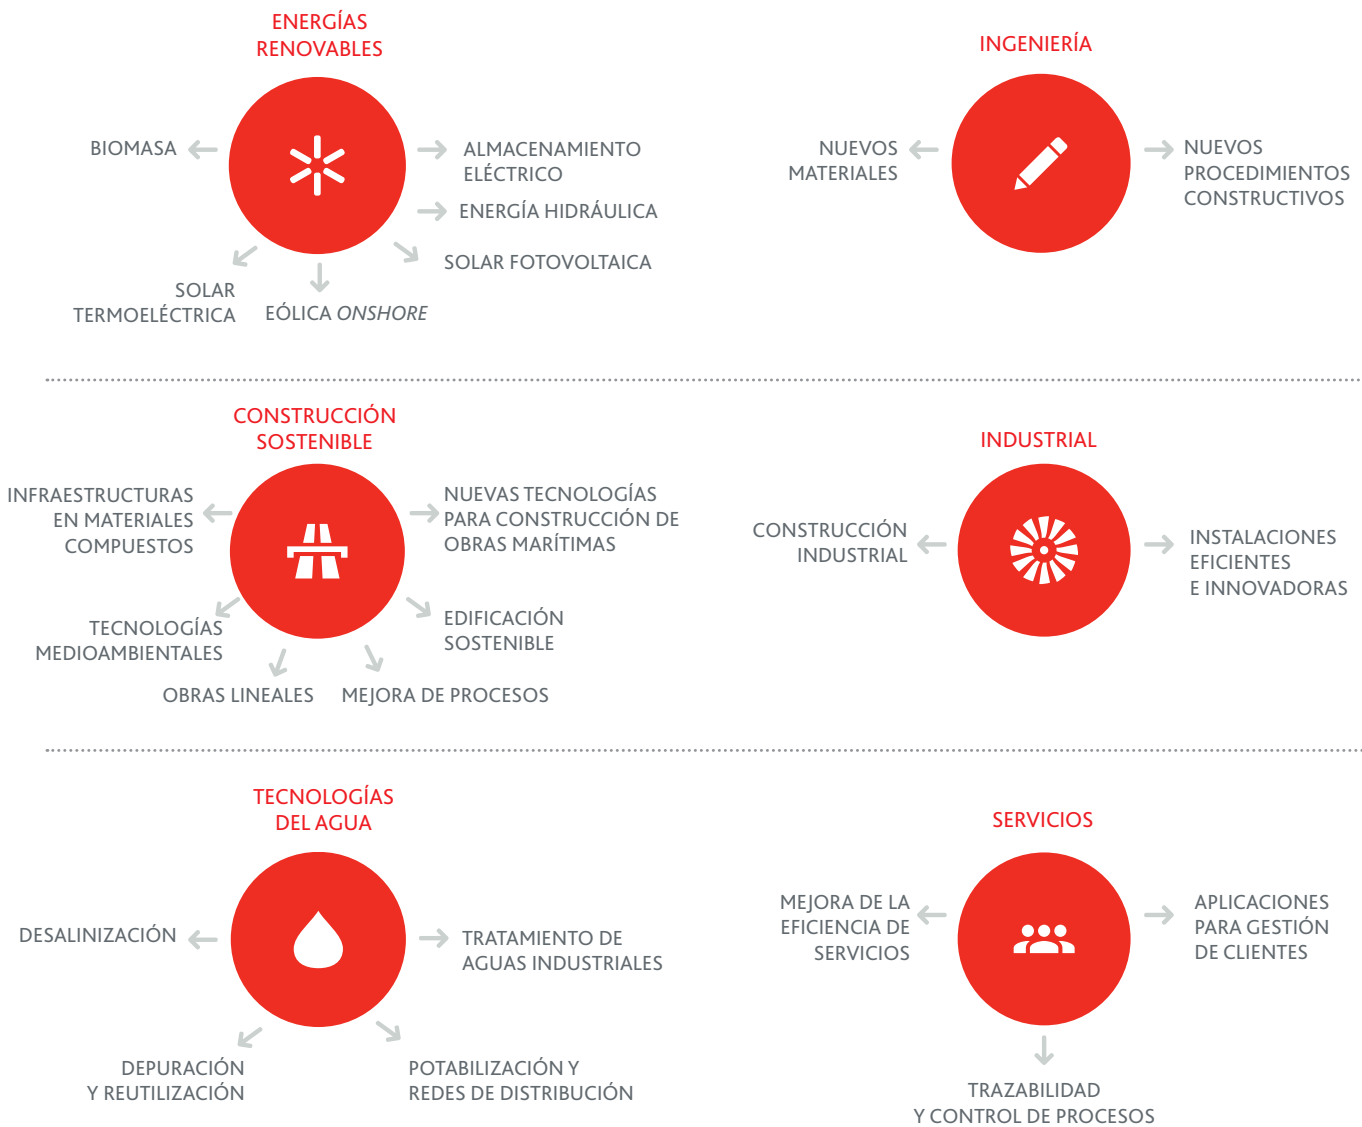 ENERGÍAS
RENOVABLES
BIOMASA
ALMACENAMIENTO
ELÉCTRICO
ENERGÍA HIDRÁULICA
SOLAR FOTOVOLTAICA
SOLAR
TERMOELÉCTRICA
EÓLICA ONSHORE
INGENIERÍA
NUEVOS
MATERIALES
NUEVOS
PROCEDIMIENTOS
CONSTRUCTIVOS
CONSTRUCCIÓN
SOSTENIBLE
INFRAESTRUCTURAS
EN MATERIALES
COMPUESTOS
NUEVAS TECNOLOGÍAS
PARA CONSTRUCCIÓN DE
OBRAS MARÍTIMAS
TECNOLOGÍAS
MEDIOAMBIENTALES
EDIFICACIÓN
SOSTENIBLE
OBRAS LINEALES
MEJORA DE PROCESOS
INDUSTRIAL
CONSTRUCCIÓN
INDUSTRIAL
INSTALACIONES
EFICIENTES
E INNOVADORAS
TECNOLOGÍAS
DEL AGUA
DESALINIZACIÓN
TRATAMIENTO DE
AGUAS INDUSTRIALES
DEPURACIÓN
Y REUTILIZACIÓN
POTABILIZACIÓN Y
REDES DE DISTRIBUCIÓN
SERVICIOS
MEJORA DE LA
EFICIENCIA DE
SERVICIOS
APLICACIONES
PARA GESTIÓN
DE CLIENTES
TRAZABILIDAD
Y CONTROL DE PROCESOS